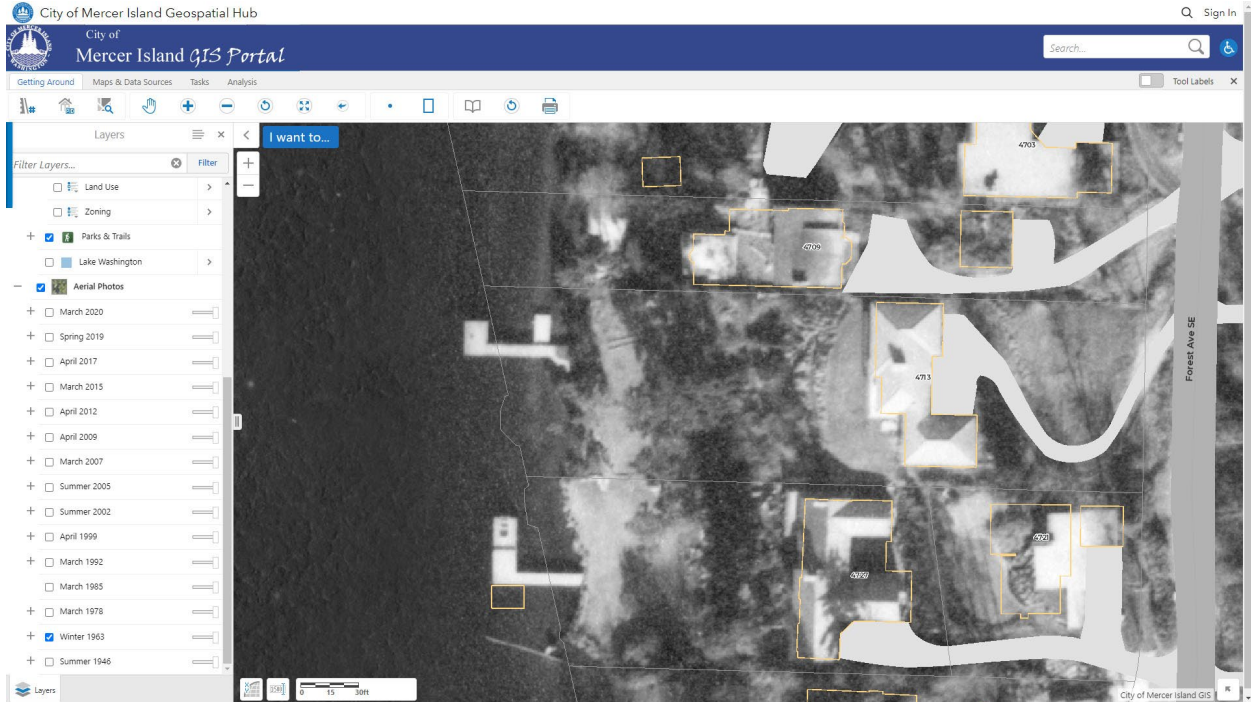 City of Mercer Island Geospatial Hub
Sign In
City of
Mercer Island GIS Portal
Search...
Getting Around
Maps & Data Sources
Tasks
Analysis
Tool Labels
Layers
I want to...
Filter Layers...
Filter
Land Use
Zoning
Parks & Trails
Lake Washington
Aerial Photos
March 2020
Spring 2019
April 2017
March 2015
April 2012
April 2009
March 2007
Summer 2005
Summer 2002
April 1999
March 1992
March 1985
March 1978
Winter 1963
Summer 1946
Layers
4703
4709
4713
4721
4727
Forest Ave SE
0 15 30ft
City of Mercer Island GIS